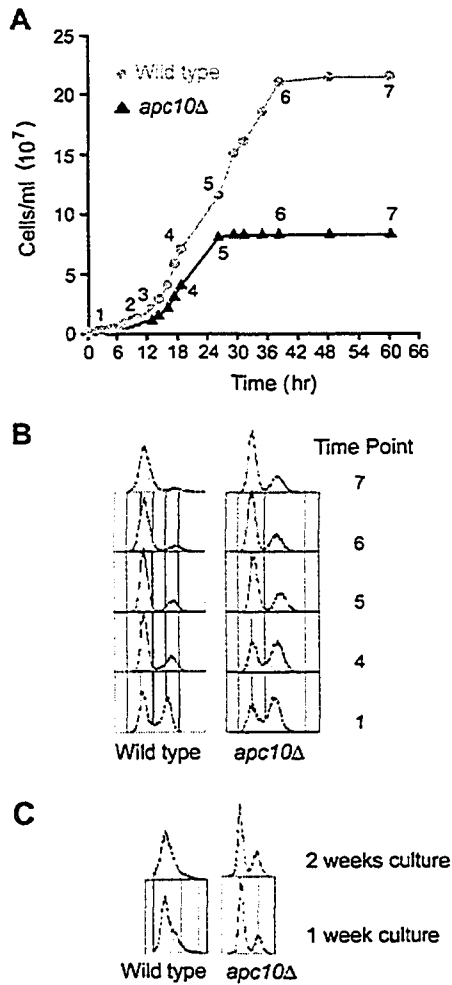 A
25
20
15
10
5
0
Cells/ml (10⁷)
Wild type
apc10Δ
1
2
3
4
5
6
7
4
5
6
7
0 6 12 18 24 30 36 42 48 54 60 66
Time (hr)
B
Time Point
7
6
5
4
1
Wild type
apc10Δ
C
2 weeks culture
1 week culture
Wild type
apc10Δ